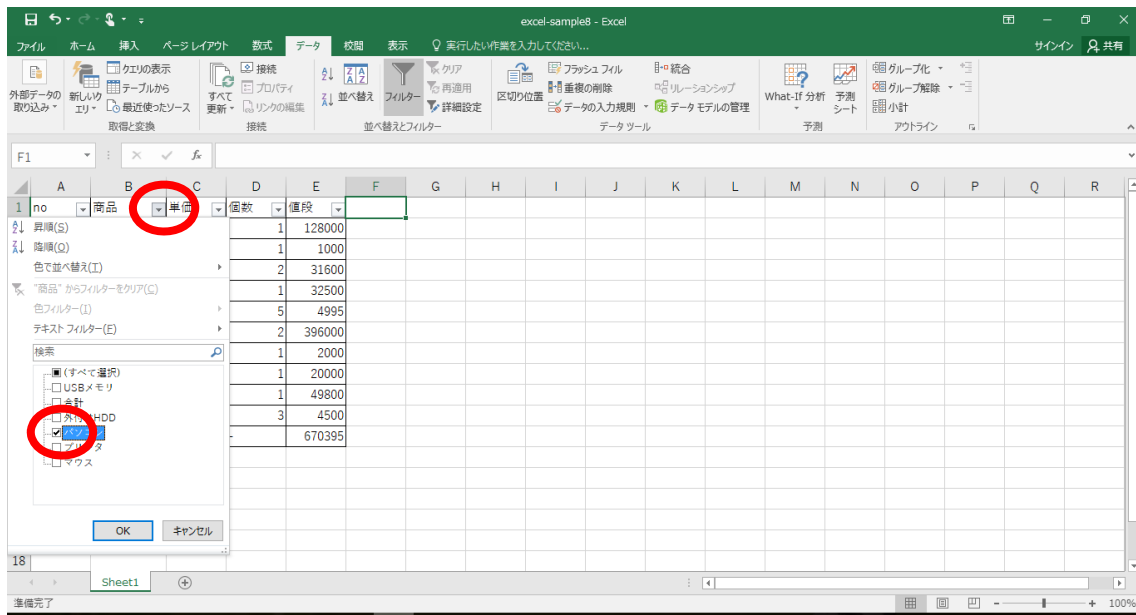 excel-sample8 - Excel
ファイル ホーム 挿入 ページ レイアウト 数式 データ 校閲 表示 実行したい作業を入力してください... サインイン 共有
外部データの取り込み
新しいクエリ
クエリの表示
テーブルから
最近使ったソース
取得と変換
すべて更新
接続
プロパティ
リンクの編集
接続
並べ替え
フィルター
クリア
再適用
詳細設定
並べ替えとフィルター
区切り位置
フラッシュ フィル
重複の削除
データの入力規則
統合
リレーションシップ
データ モデルの管理
データ ツール
What-If 分析
予測シート
予測
グループ化
グループ解除
小計
アウトライン
F1 fx
A B C D E F G H I J K L M N O P Q R
1 no 商品 単価 個数 値段
昇順(S)
降順(O)
色で並べ替え(T)
"商品" からフィルターをクリア(C)
色フィルター(I)
テキスト フィルター(F)
検索
(すべて選択)
USBメモリ
合計
HDD
パソコン
プリンタ
マウス
OK キャンセル
1 128000
1 1000
2 31600
1 32500
5 4995
2 396000
1 2000
1 20000
1 49800
3 4500
- 670395
18
Sheet1
準備完了 100%